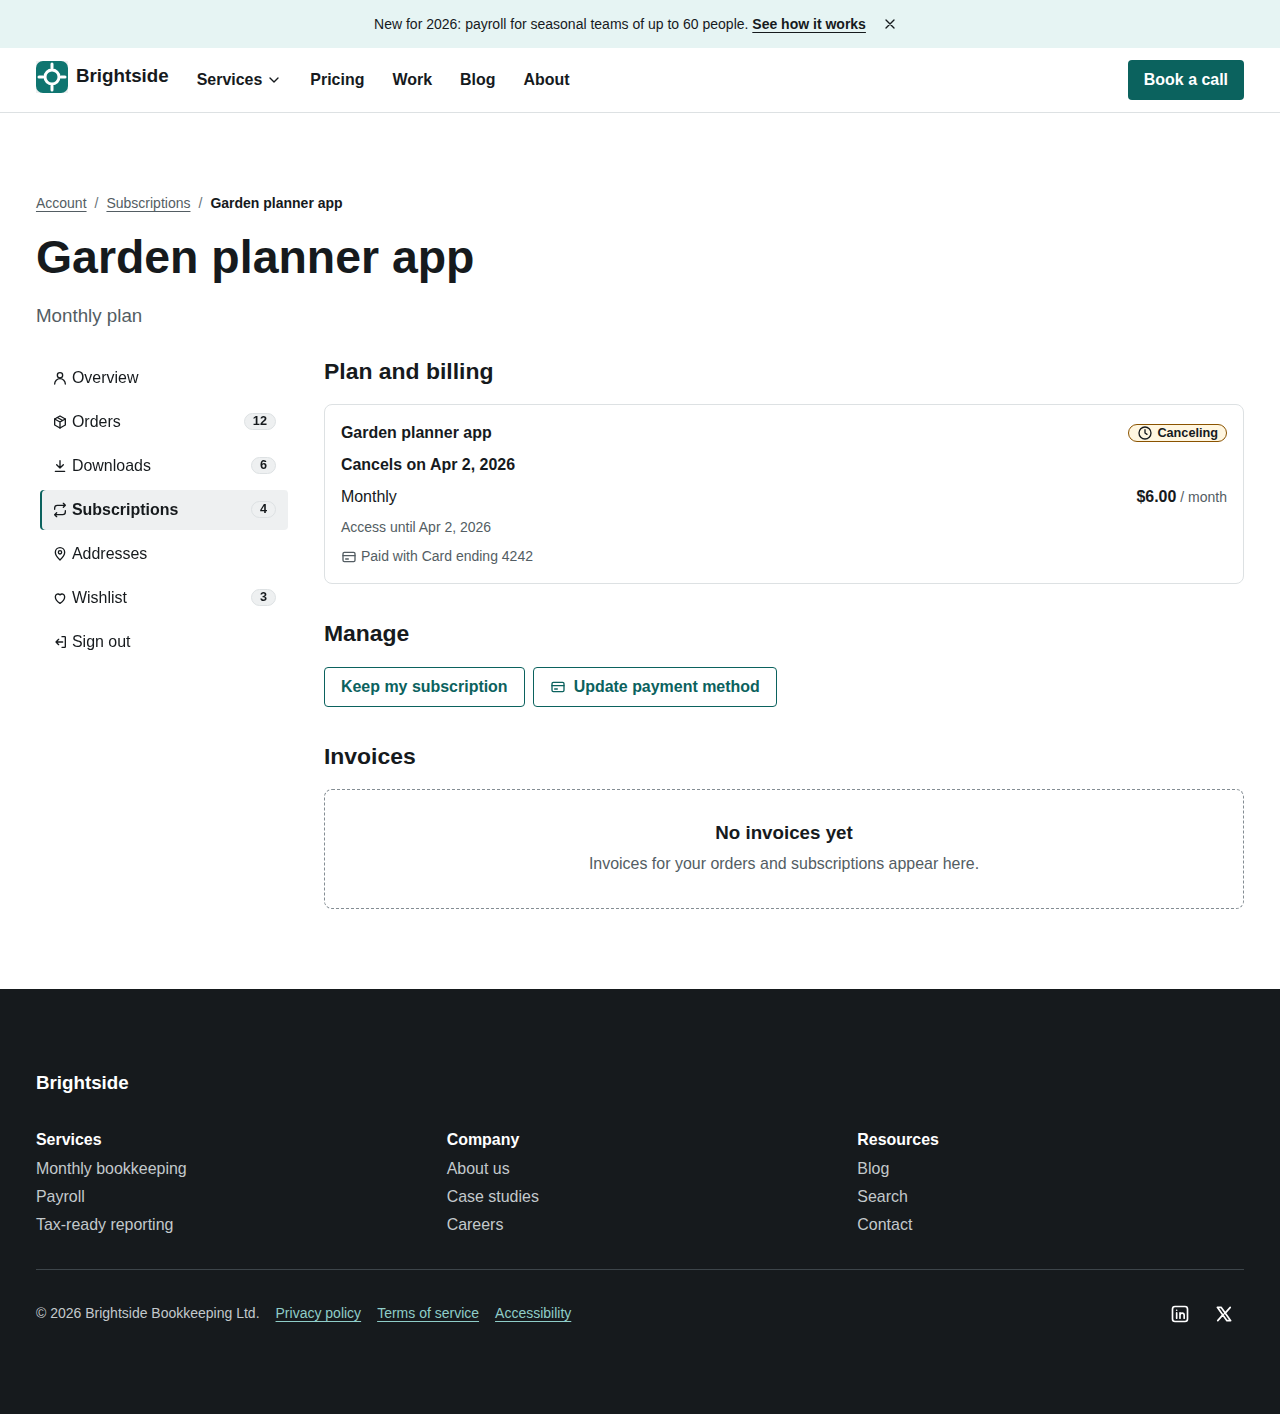 New for 2026: payroll for seasonal teams of up to 60 people. See how it works
Brightside
Services
Pricing
Work
Blog
About
Book a call
Account / Subscriptions / Garden planner app
Garden planner app
Monthly plan
Overview
Orders 12
Downloads 6
Subscriptions 4
Addresses
Wishlist 3
Sign out
Plan and billing
Garden planner app
Canceling
Cancels on Apr 2, 2026
Monthly
$6.00 / month
Access until Apr 2, 2026
Paid with Card ending 4242
Manage
Keep my subscription
Update payment method
Invoices
No invoices yet
Invoices for your orders and subscriptions appear here.
Brightside
Services
Monthly bookkeeping
Payroll
Tax-ready reporting
Company
About us
Case studies
Careers
Resources
Blog
Search
Contact
© 2026 Brightside Bookkeeping Ltd. Privacy policy Terms of service Accessibility